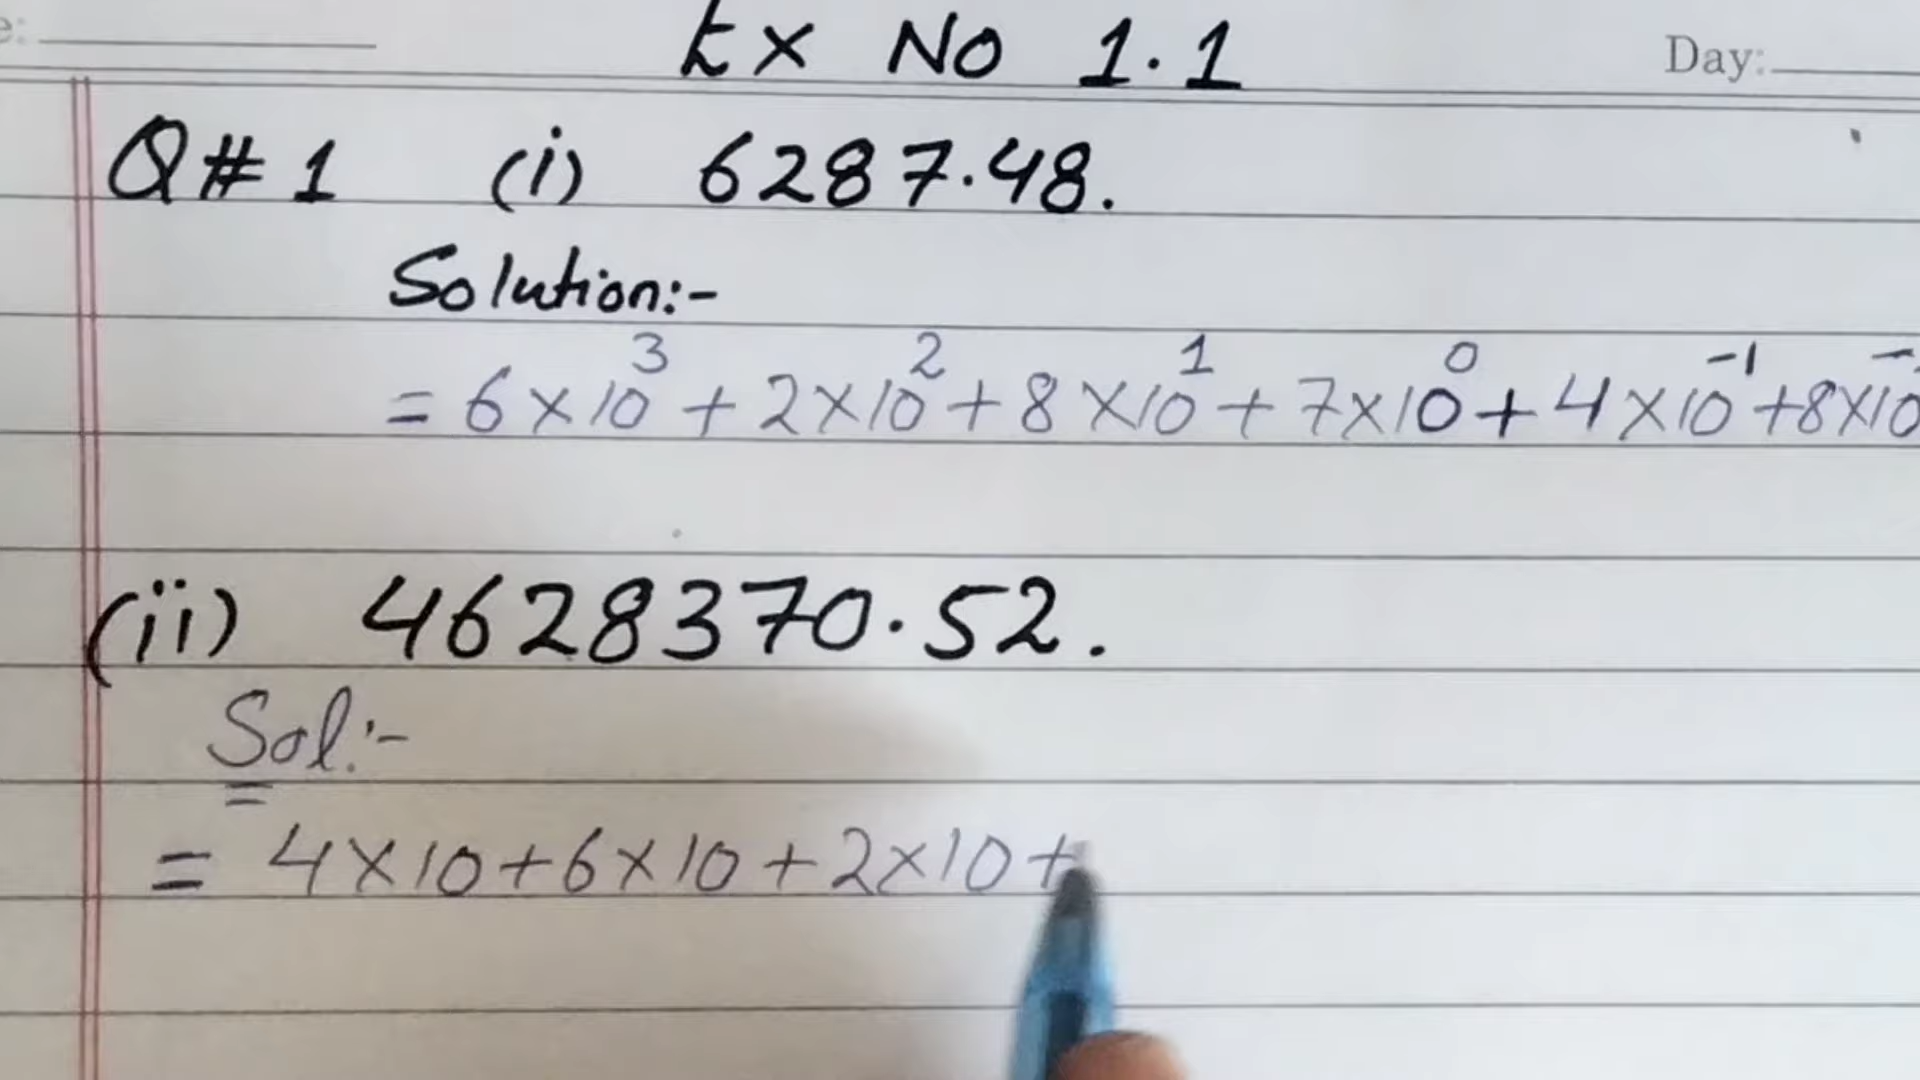 Ex No 1.1
Day:
Q# 1 (i) 6287.48.
Solution:-
= 6×10³ + 2×10² + 8×10¹ + 7×10⁰ + 4×10⁻¹ + 8×10⁻
(ii) 4628370.52.
Sol:-
= 4×10+6×10+2×10+